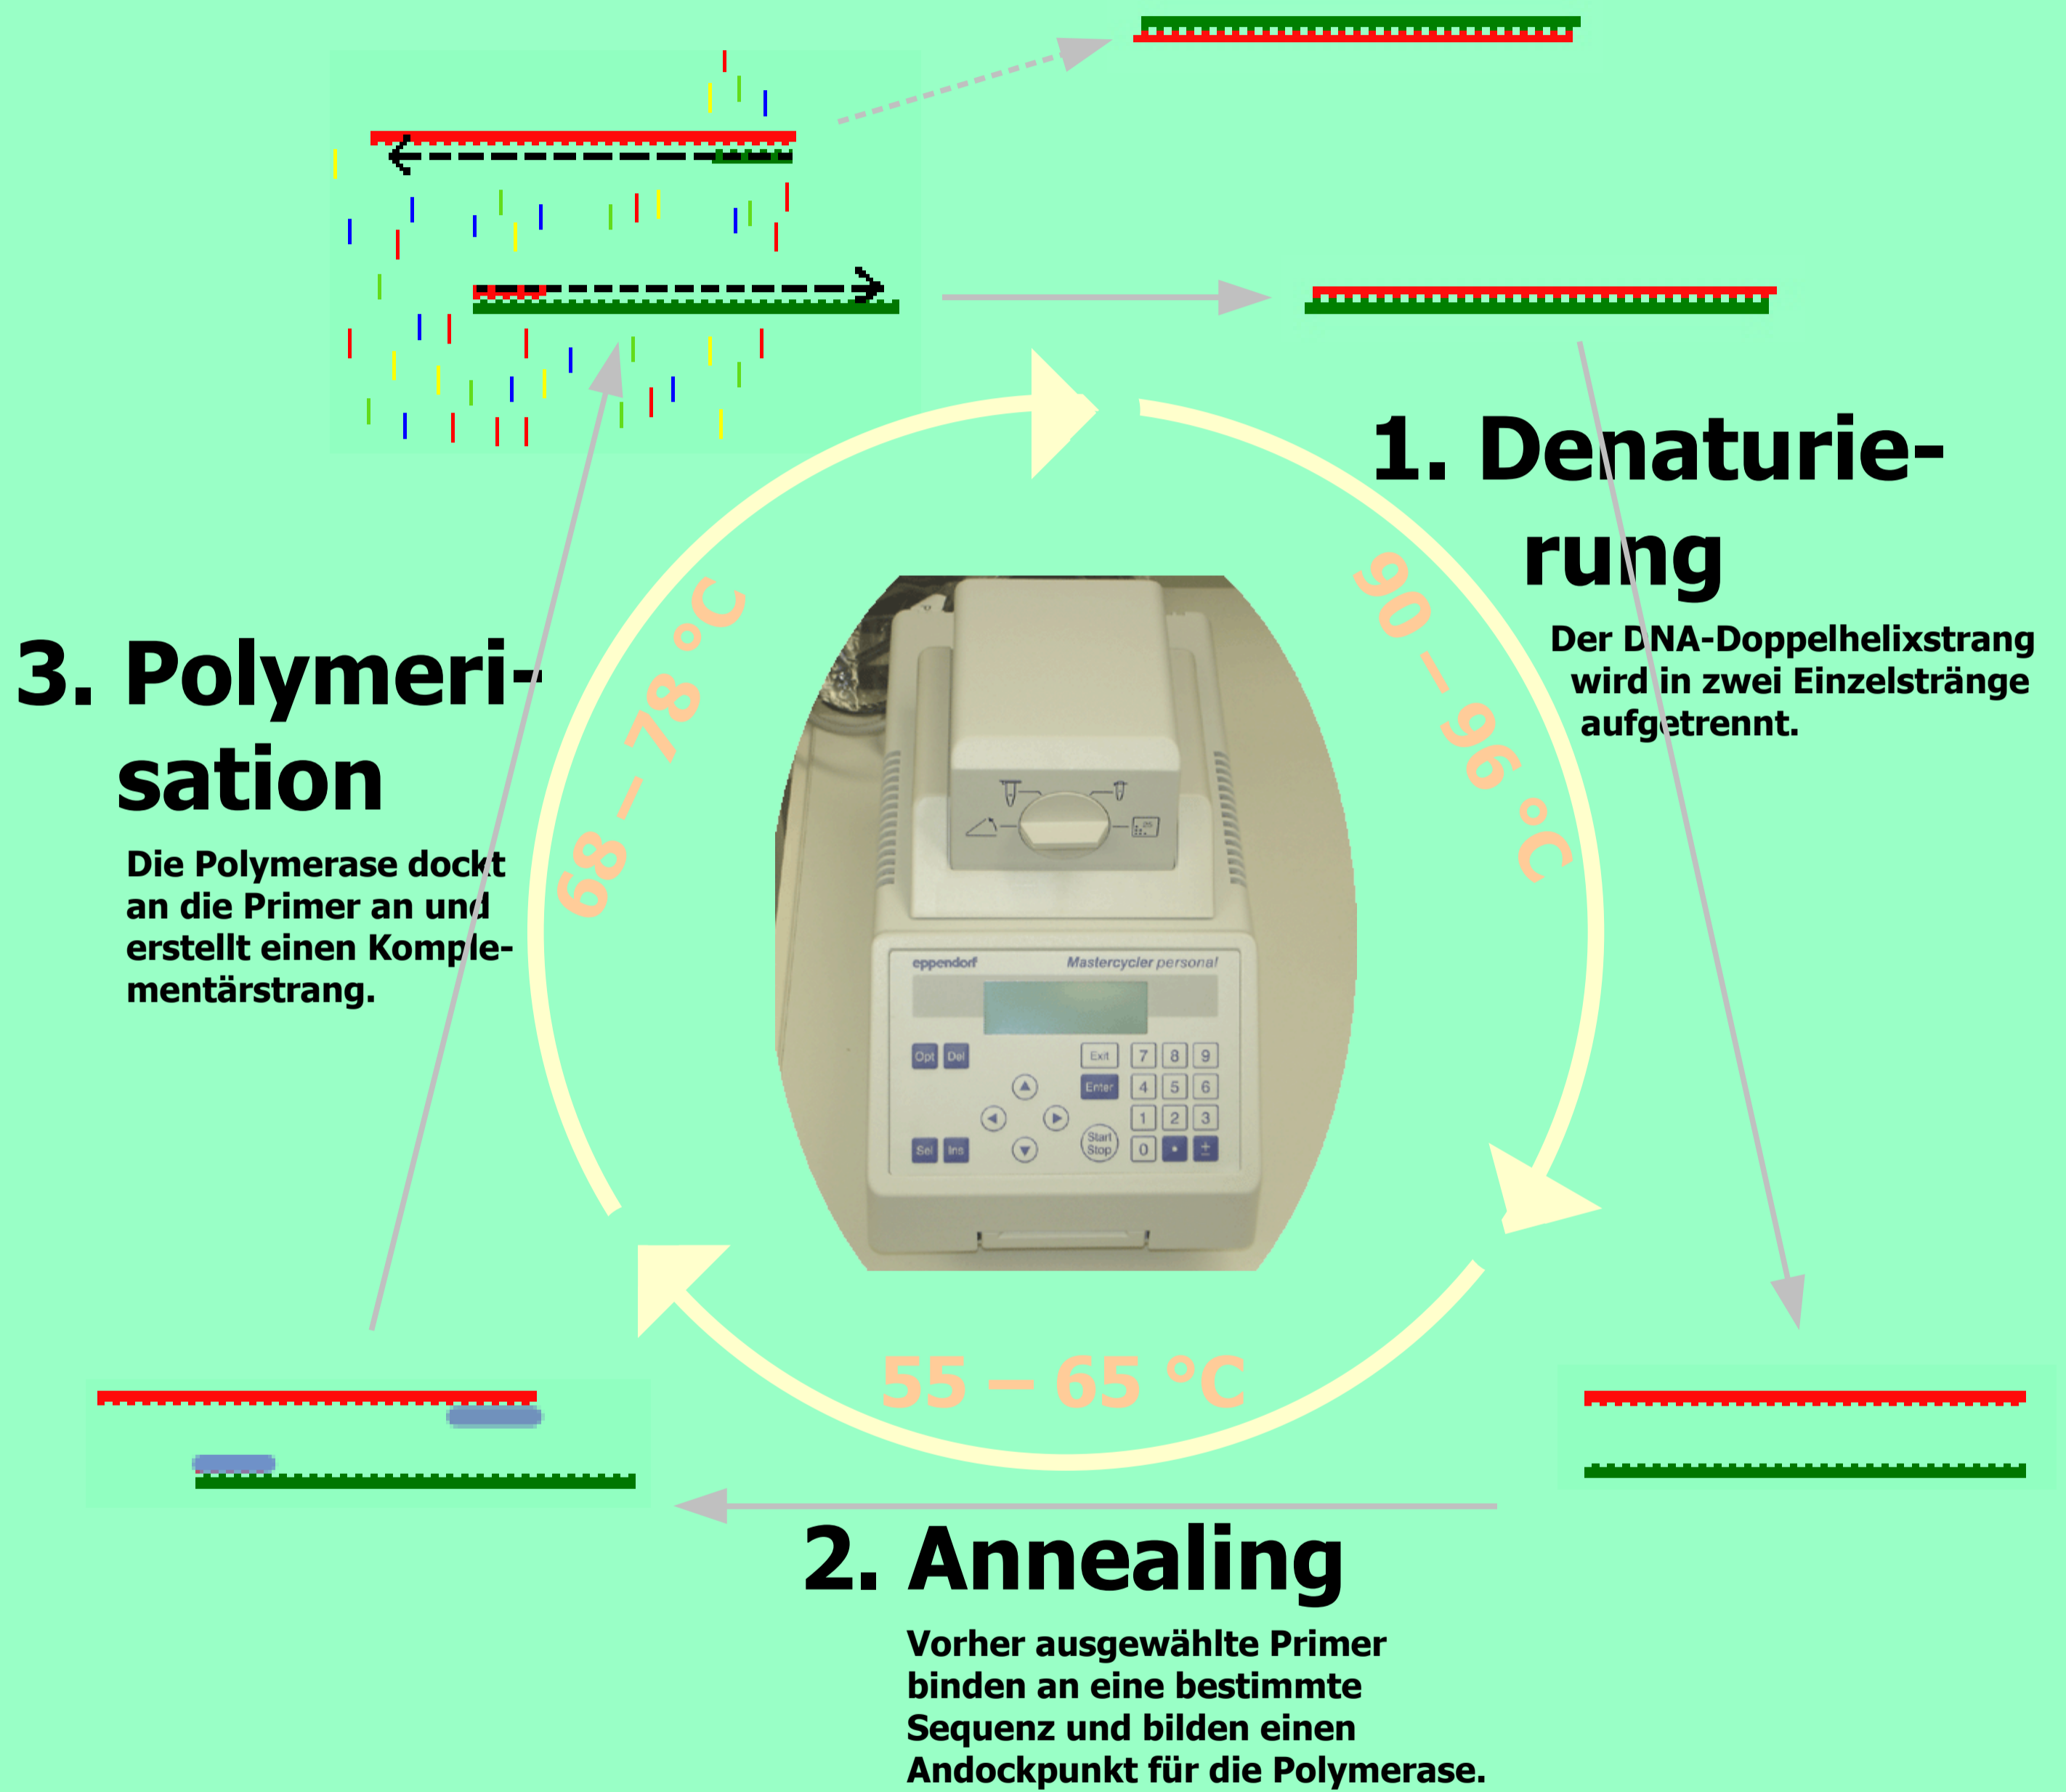 1. Denaturie-
rung
Der DNA-Doppelhelixstrang
wird in zwei Einzelstränge
aufgetrennt.
90 – 96 °C
3. Polymeri-
sation
Die Polymerase dockt
an die Primer an und
erstellt einen Komple-
mentärstrang.
68 – 78 °C
eppendorf Mastercycler personal
Opt Del Exit 7 8 9
Enter 4 5 6
1 2 3
Sel Ins Start Stop 0 • ±
55 – 65 °C
2. Annealing
Vorher ausgewählte Primer
binden an eine bestimmte
Sequenz und bilden einen
Andockpunkt für die Polymerase.